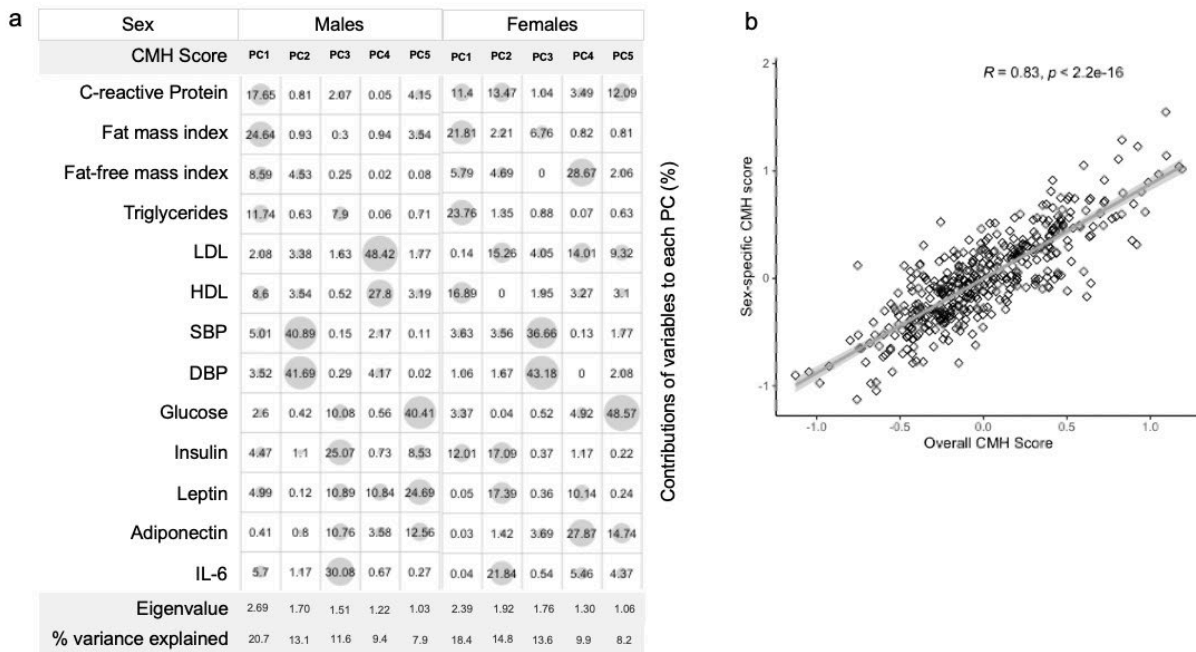 a
Sex Males Females
CMH Score PC1 PC2 PC3 PC4 PC5 PC1 PC2 PC3 PC4 PC5
C-reactive Protein 17.65 0.81 2.07 0.05 4.15 11.4 13.47 1.04 3.49 12.09
Fat mass index 24.64 0.93 0.3 0.94 3.54 21.81 2.21 6.76 0.82 0.81
Fat-free mass index 8.59 4.53 0.25 0.02 0.08 5.79 4.69 0 28.67 2.06
Triglycerides 11.74 0.63 7.9 0.06 0.71 23.76 1.35 0.88 0.07 0.63
LDL 2.08 3.38 1.63 48.42 1.77 0.14 15.26 4.05 14.01 9.32
HDL 8.6 3.54 0.52 27.8 3.19 16.89 0 1.95 3.27 3.1
SBP 5.01 40.89 0.15 2.17 0.11 3.63 3.56 36.66 0.13 1.77
DBP 3.52 41.69 0.29 4.17 0.02 1.06 1.67 43.18 0 2.08
Glucose 2.6 0.42 10.08 0.56 40.41 3.37 0.04 0.52 4.92 48.57
Insulin 4.47 1.1 25.07 0.73 8.53 12.01 17.09 0.37 1.17 0.22
Leptin 4.99 0.12 10.89 10.84 24.69 0.05 17.39 0.36 10.14 0.24
Adiponectin 0.41 0.8 10.76 3.58 12.56 0.03 1.42 3.69 27.87 14.74
IL-6 5.7 1.17 30.08 0.67 0.27 0.04 21.84 0.54 5.46 4.37
Eigenvalue 2.69 1.70 1.51 1.22 1.03 2.39 1.92 1.76 1.30 1.06
% variance explained 20.7 13.1 11.6 9.4 7.9 18.4 14.8 13.6 9.9 8.2
Contributions of variables to each PC (%)
b
R = 0.83, p < 2.2e-16
Sex-specific CMH score
2
1
0
-1
-1.0 -0.5 0.0 0.5 1.0
Overall CMH Score